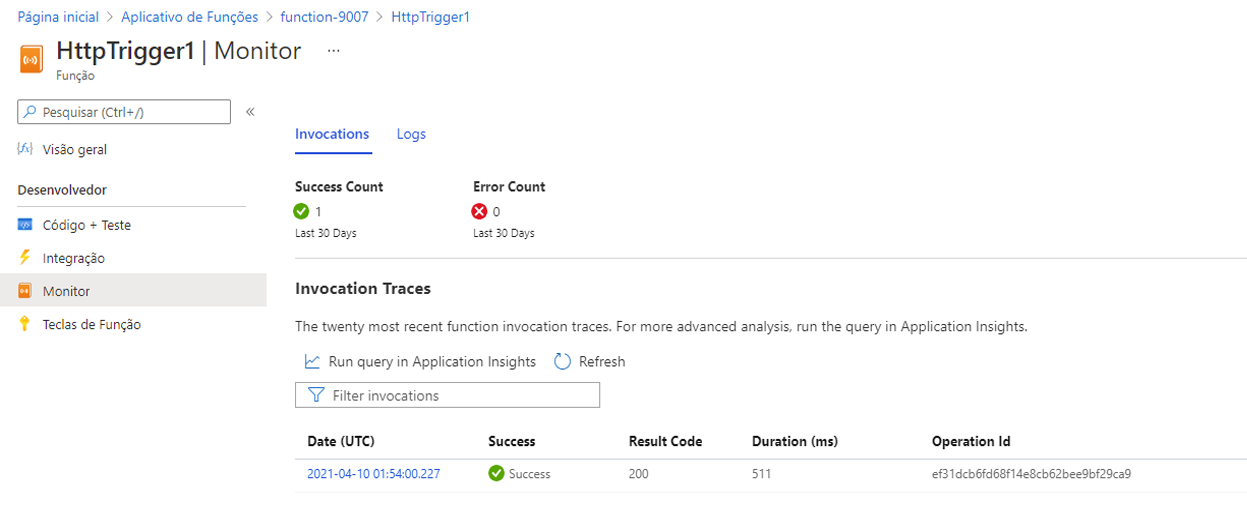 Página inicial > Aplicativo de Funções > function-9007 > HttpTrigger1
HttpTrigger1 | Monitor ...
Função
Pesquisar (Ctrl+/) «
Visão geral
Desenvolvedor
Código + Teste
Integração
Monitor
Teclas de Função
Invocations Logs
Success Count Error Count
1 0
Last 30 Days Last 30 Days
Invocation Traces
The twenty most recent function invocation traces. For more advanced analysis, run the query in Application Insights.
Run query in Application Insights Refresh
Filter invocations
Date (UTC) Success Result Code Duration (ms) Operation Id
2021-04-10 01:54:00.227 Success 200 511 ef31dcb6fd68f14e8cb62bee9bf29ca9